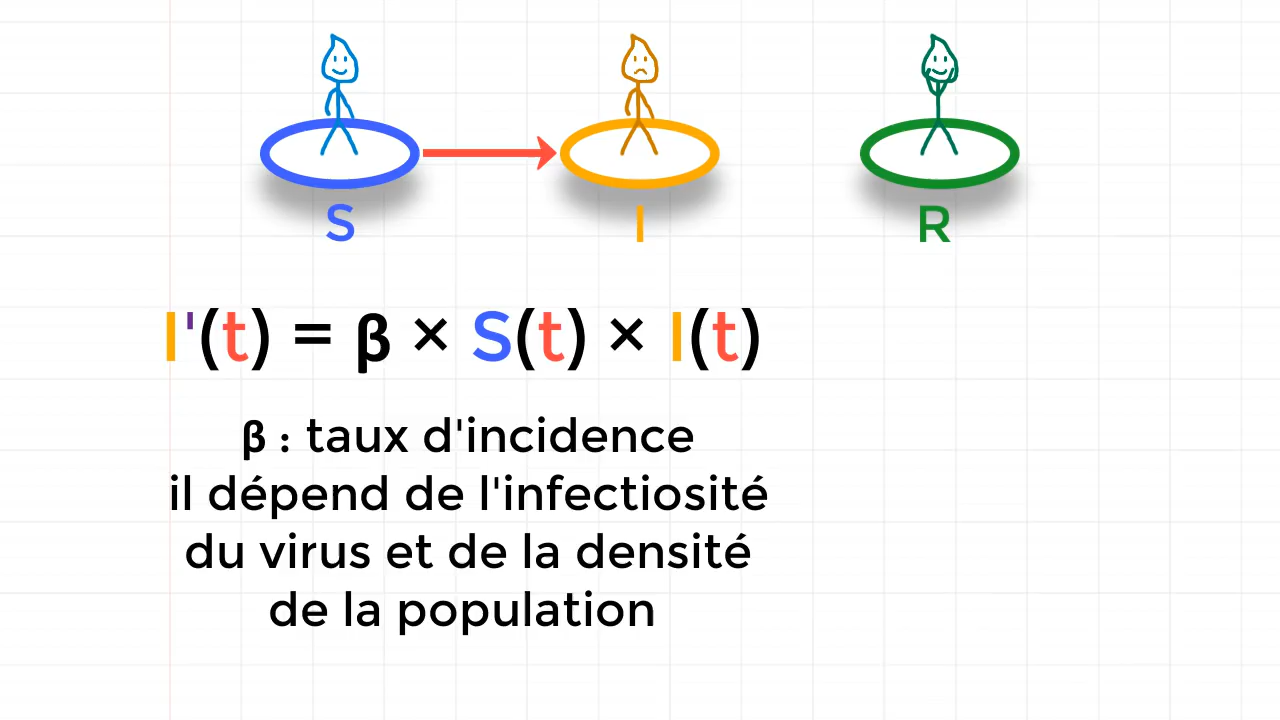 S I R
I'(t) = β × S(t) × I(t)
β : taux d'incidence
il dépend de l'infectiosité
du virus et de la densité
de la population